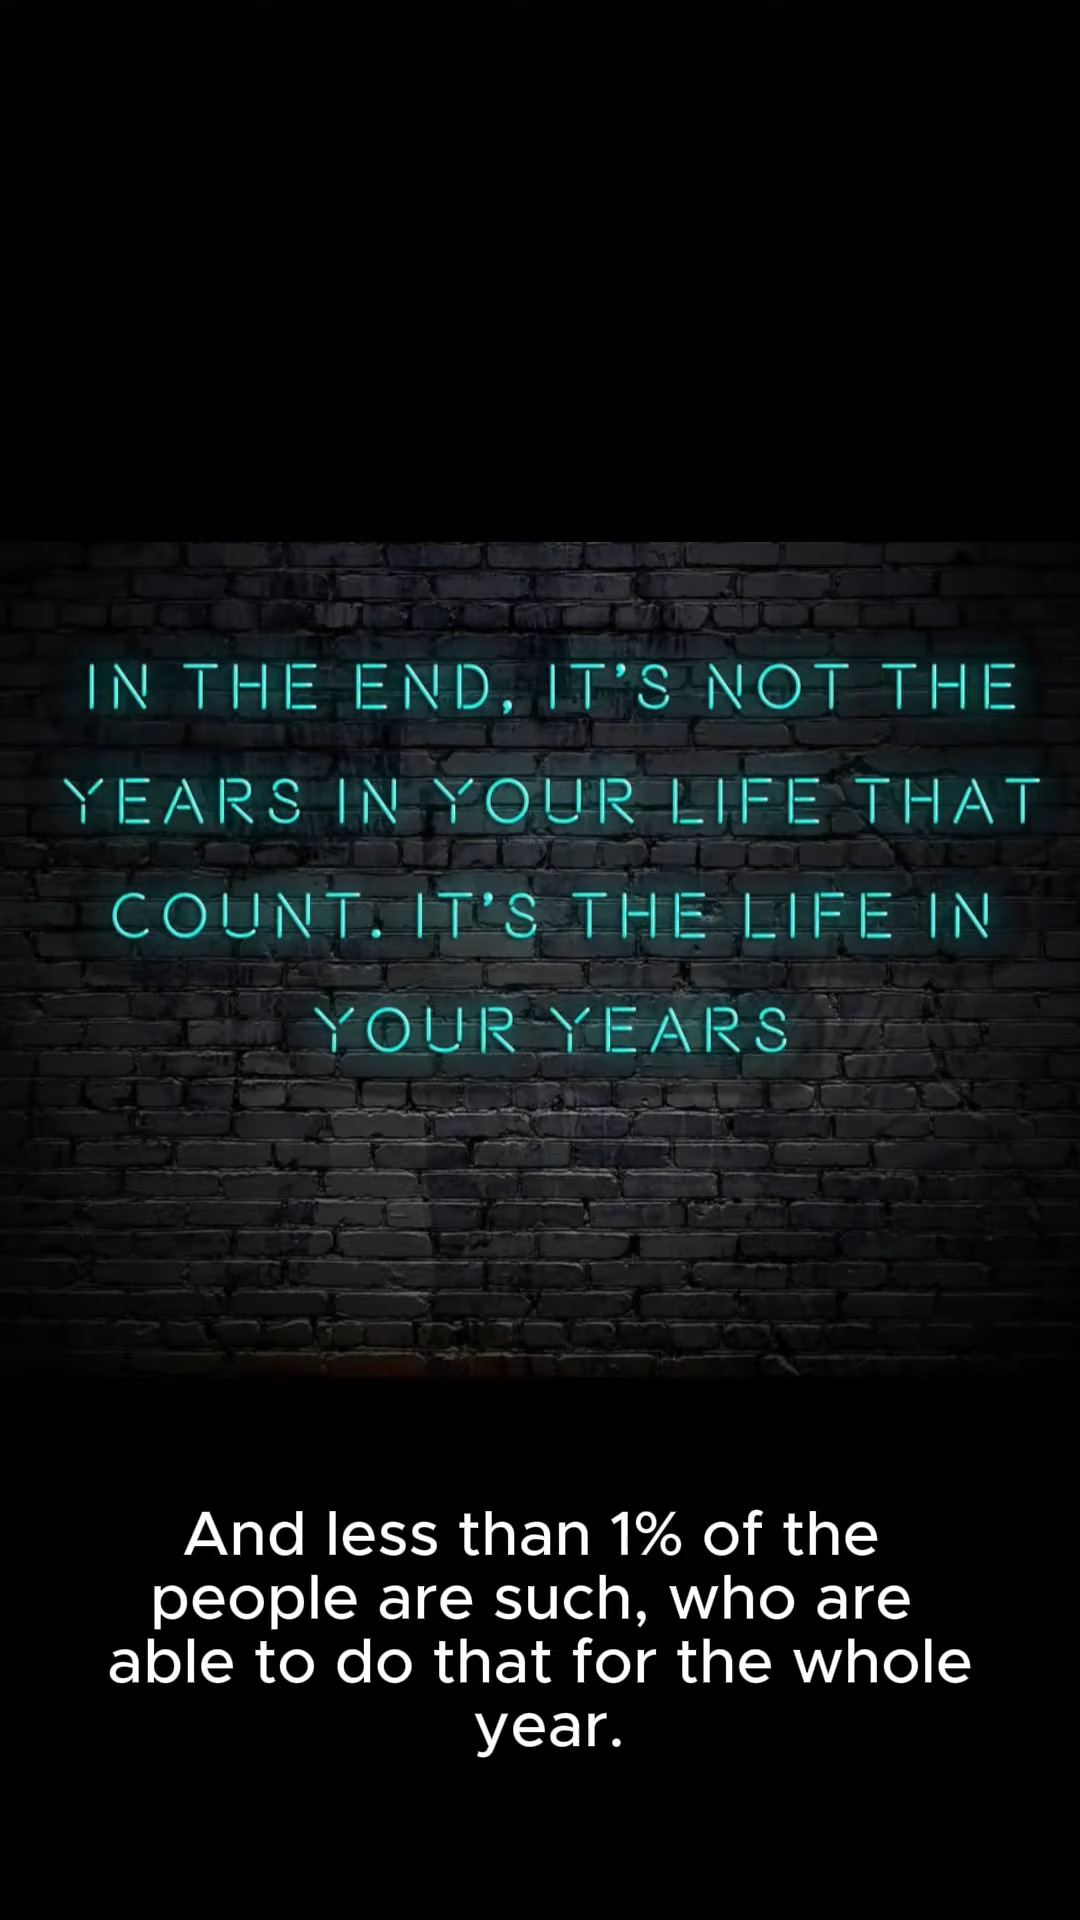 IN THE END, IT’S NOT THE
YEARS IN YOUR LIFE THAT
COUNT. IT’S THE LIFE IN
YOUR YEARS
And less than 1% of the
people are such, who are
able to do that for the whole
year.